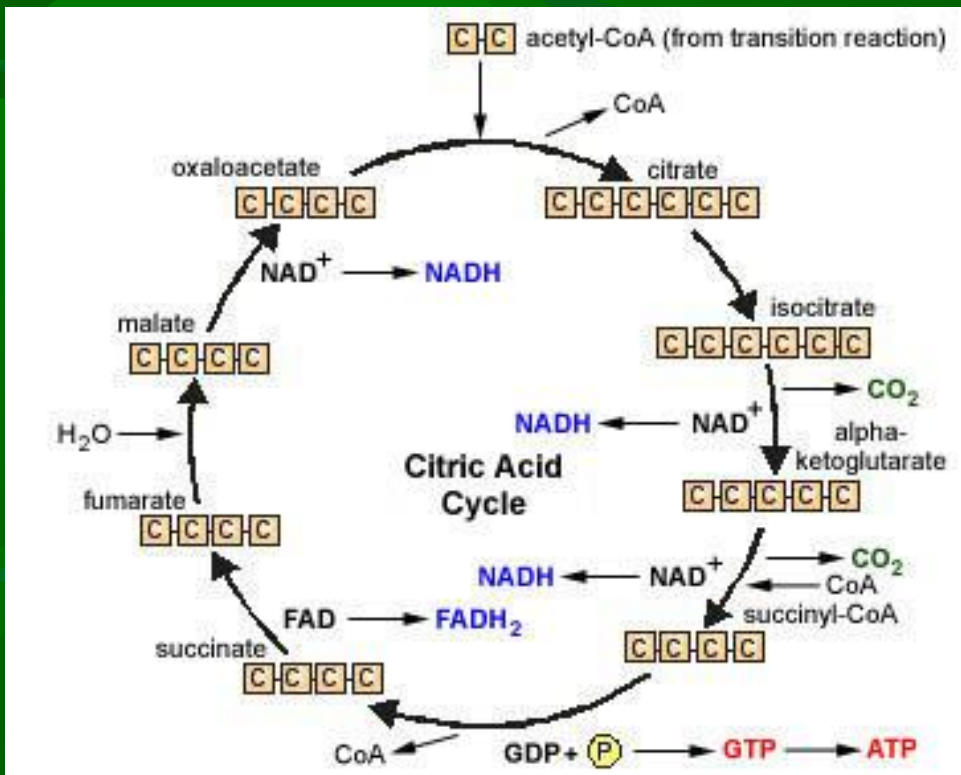 C C acetyl-CoA (from transition reaction)
CoA
oxaloacetate
C C C C
citrate
C C C C C C
NAD+ NADH
malate
C C C C
isocitrate
C C C C C C
CO2
H2O
NADH NAD+
alpha-
ketoglutarate
C C C C C
Citric Acid
Cycle
fumarate
C C C C
CO2
NADH NAD+
CoA
succinyl-CoA
C C C C
FAD FADH2
succinate
C C C C
CoA
GDP + P GTP ATP